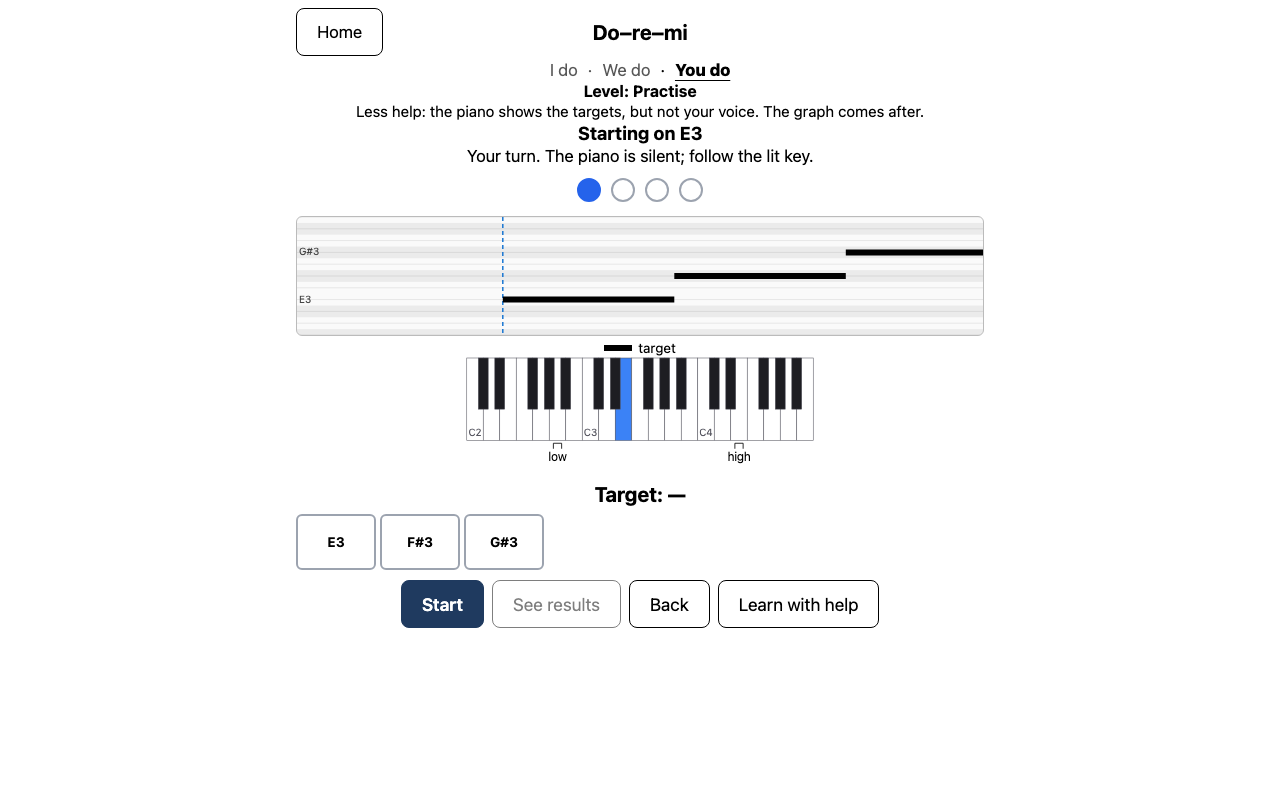 Home
Do–re–mi
I do · We do · You do
Level: Practise
Less help: the piano shows the targets, but not your voice. The graph comes after.
Starting on E3
Your turn. The piano is silent; follow the lit key.
G#3
E3
target
C2 C3 C4
low high
Target: —
E3 F#3 G#3
Start See results Back Learn with help